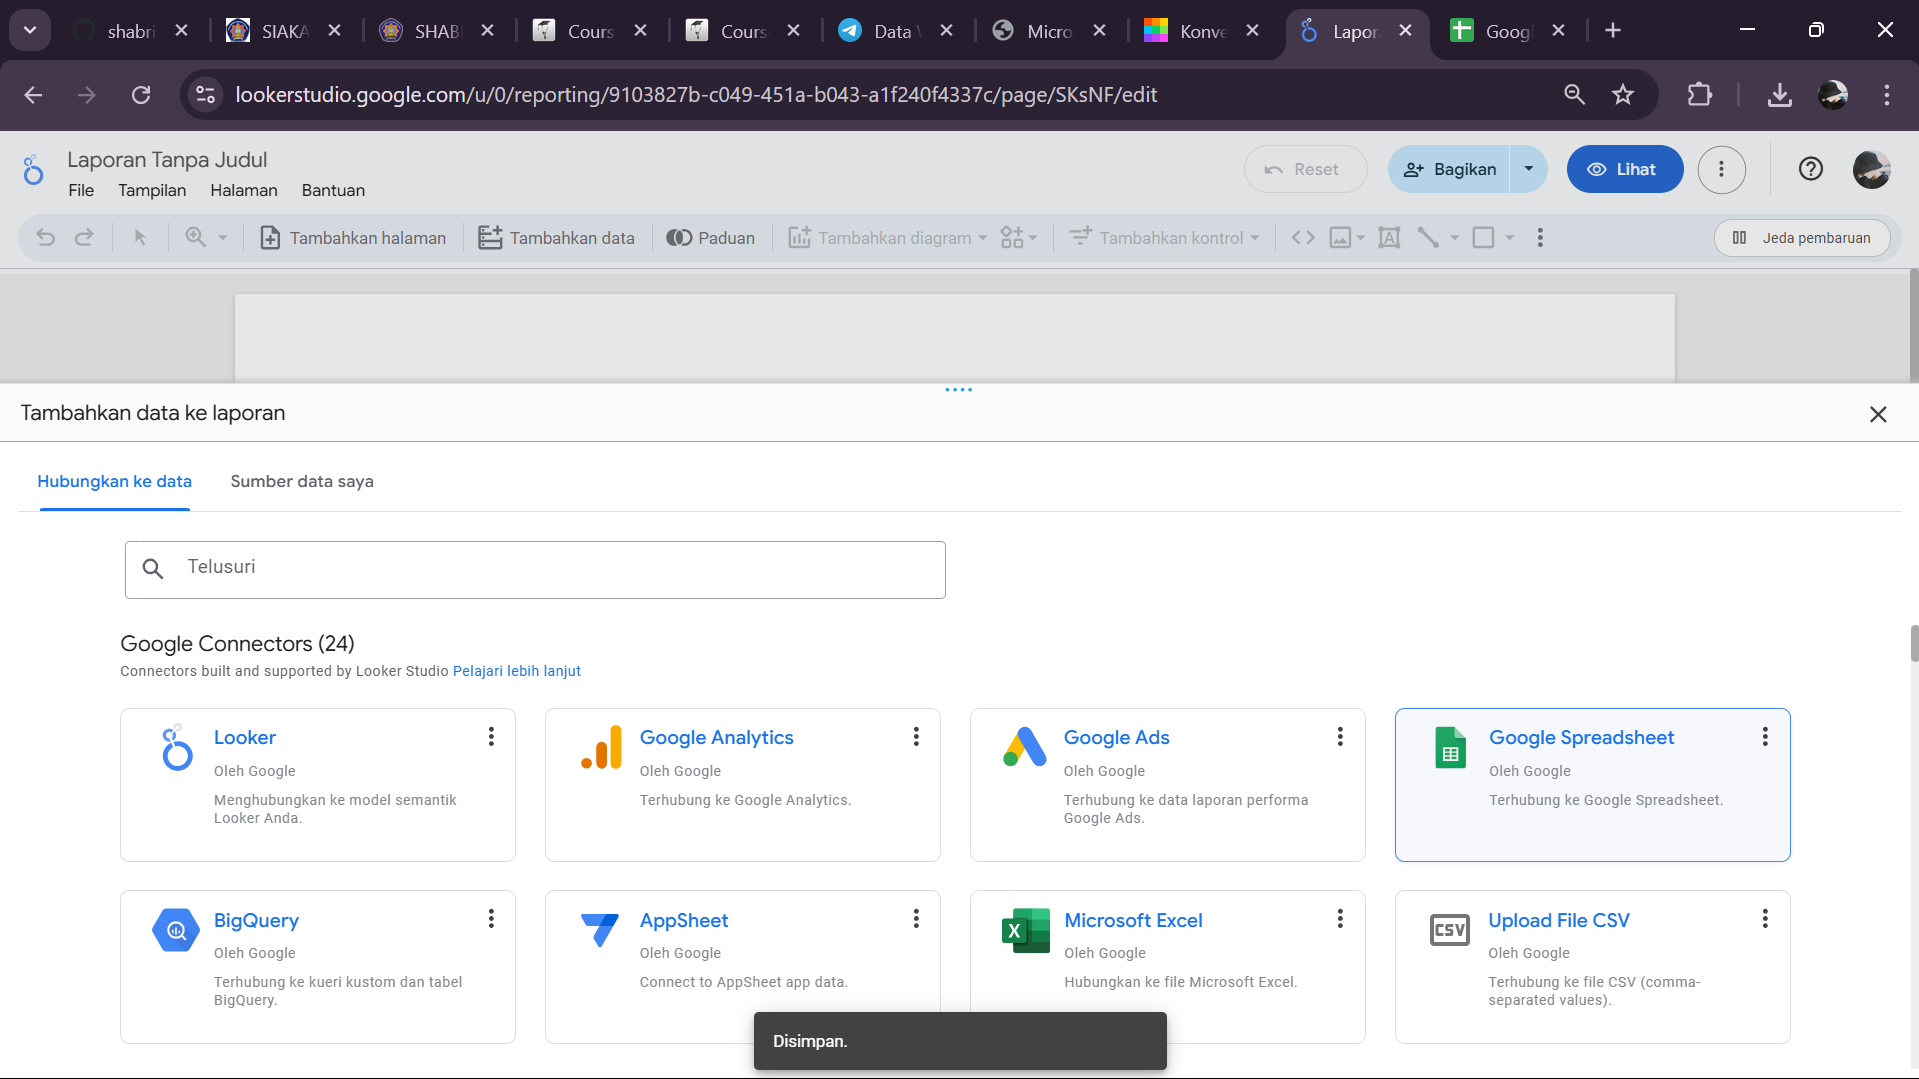 shabri
SIAKA
SHAB
Cours
Cours
Data
Micro
Konve
Lapor
Googl
lookerstudio.google.com/u/0/reporting/9103827b-c049-451a-b043-a1f240f4337c/page/SKsNF/edit
Laporan Tanpa Judul
File Tampilan Halaman Bantuan
Reset
Bagikan
Lihat
Tambahkan halaman
Tambahkan data
Paduan
Tambahkan diagram
Tambahkan kontrol
Jeda pembaruan
Tambahkan data ke laporan
Hubungkan ke data
Sumber data saya
Telusuri
Google Connectors (24)
Connectors built and supported by Looker Studio Pelajari lebih lanjut
Looker
Oleh Google
Menghubungkan ke model semantik
Looker Anda.
Google Analytics
Oleh Google
Terhubung ke Google Analytics.
Google Ads
Oleh Google
Terhubung ke data laporan performa
Google Ads.
Google Spreadsheet
Oleh Google
Terhubung ke Google Spreadsheet.
BigQuery
Oleh Google
Terhubung ke kueri kustom dan tabel
BigQuery.
AppSheet
Oleh Google
Connect to AppSheet app data.
Microsoft Excel
Oleh Google
Hubungkan ke file Microsoft Excel.
CSV
Upload File CSV
Oleh Google
Terhubung ke file CSV (comma-
separated values).
Disimpan.